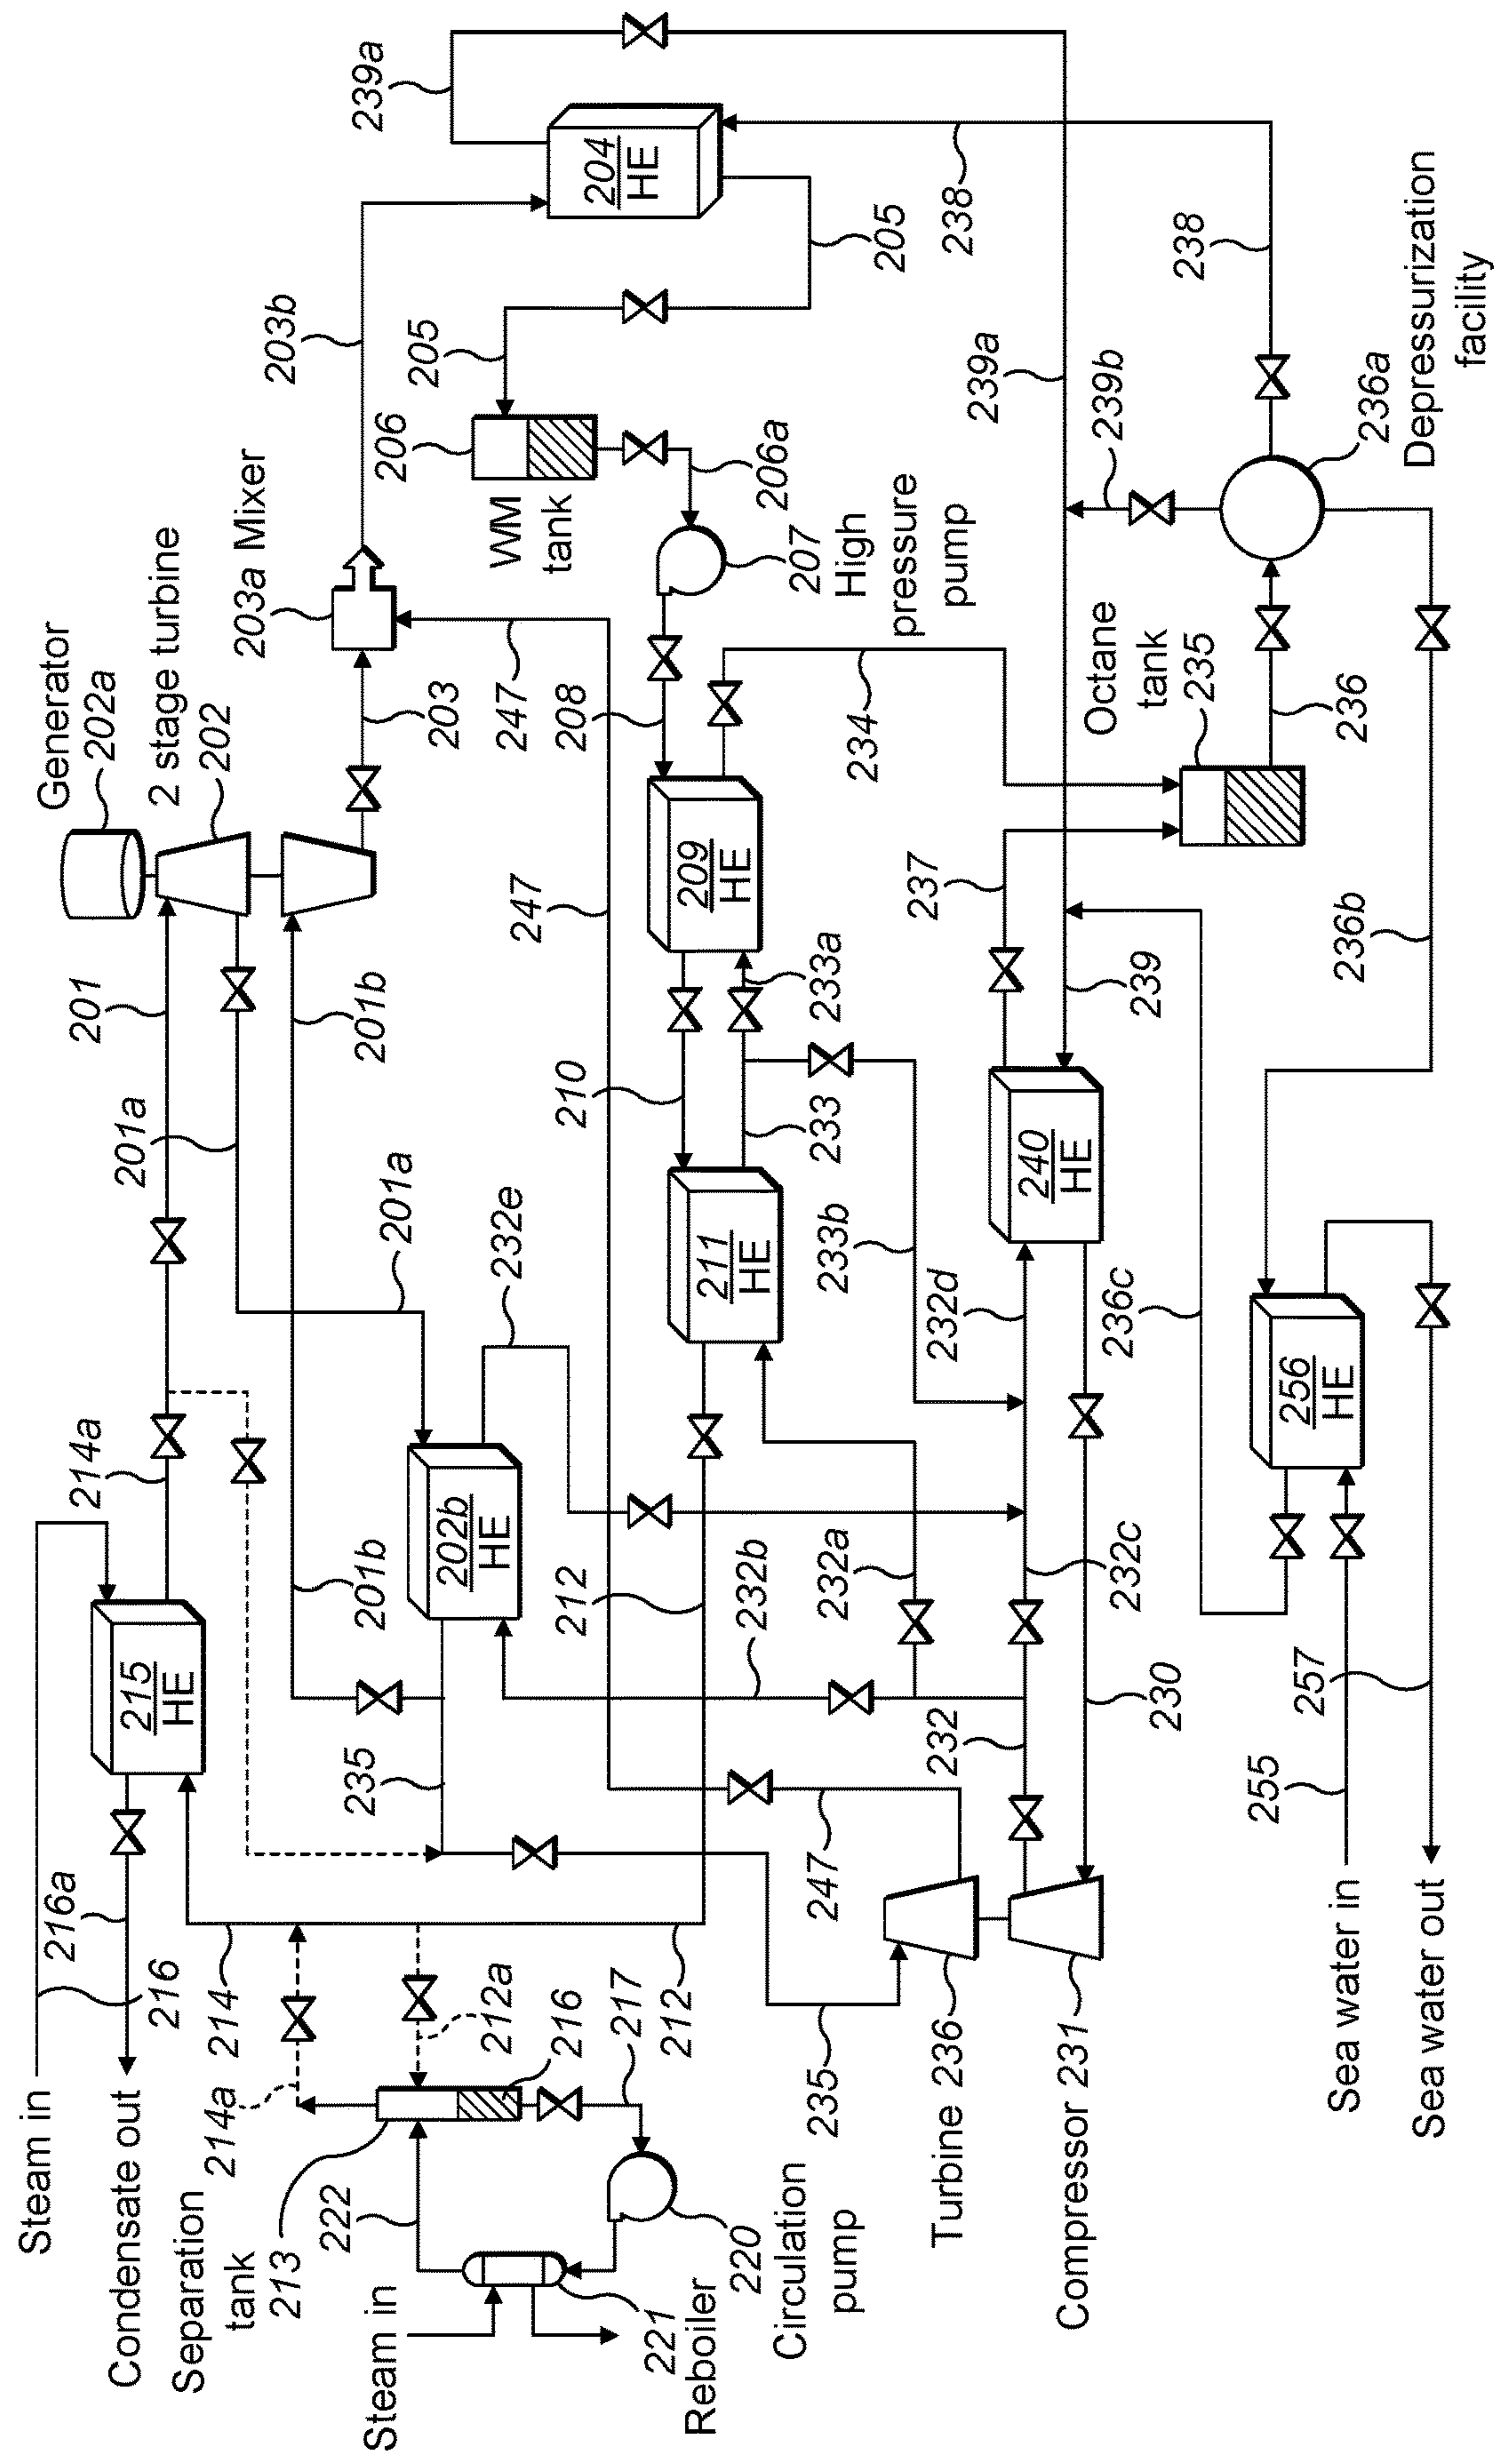 Steam in
Generator
216a
214a
201
202a
Condensate out
215
HE
201a
2 stage turbine
216
Separation
tank
213
214a
214
202
203a Mixer
203b
222
235
201b
201b
239a
Steam in
201a
206
205
203
202b
HE
212a
232e
247
WM
tank
216
247
212
208
210
204
HE
217
221
Reboiler
212
209
HE
211
HE
220
232b
206a
Circulation
pump
207 High
pressure
pump
235
247
232a
233b
233
233a
234
205
Turbine 236
232
232d
237
238
239a
240
HE
Compressor 231
232c
236c
239
Octane
tank
235
239b
230
238
255
256
HE
257
236b
236
236a
Depressurization
facility
Sea water in
Sea water out